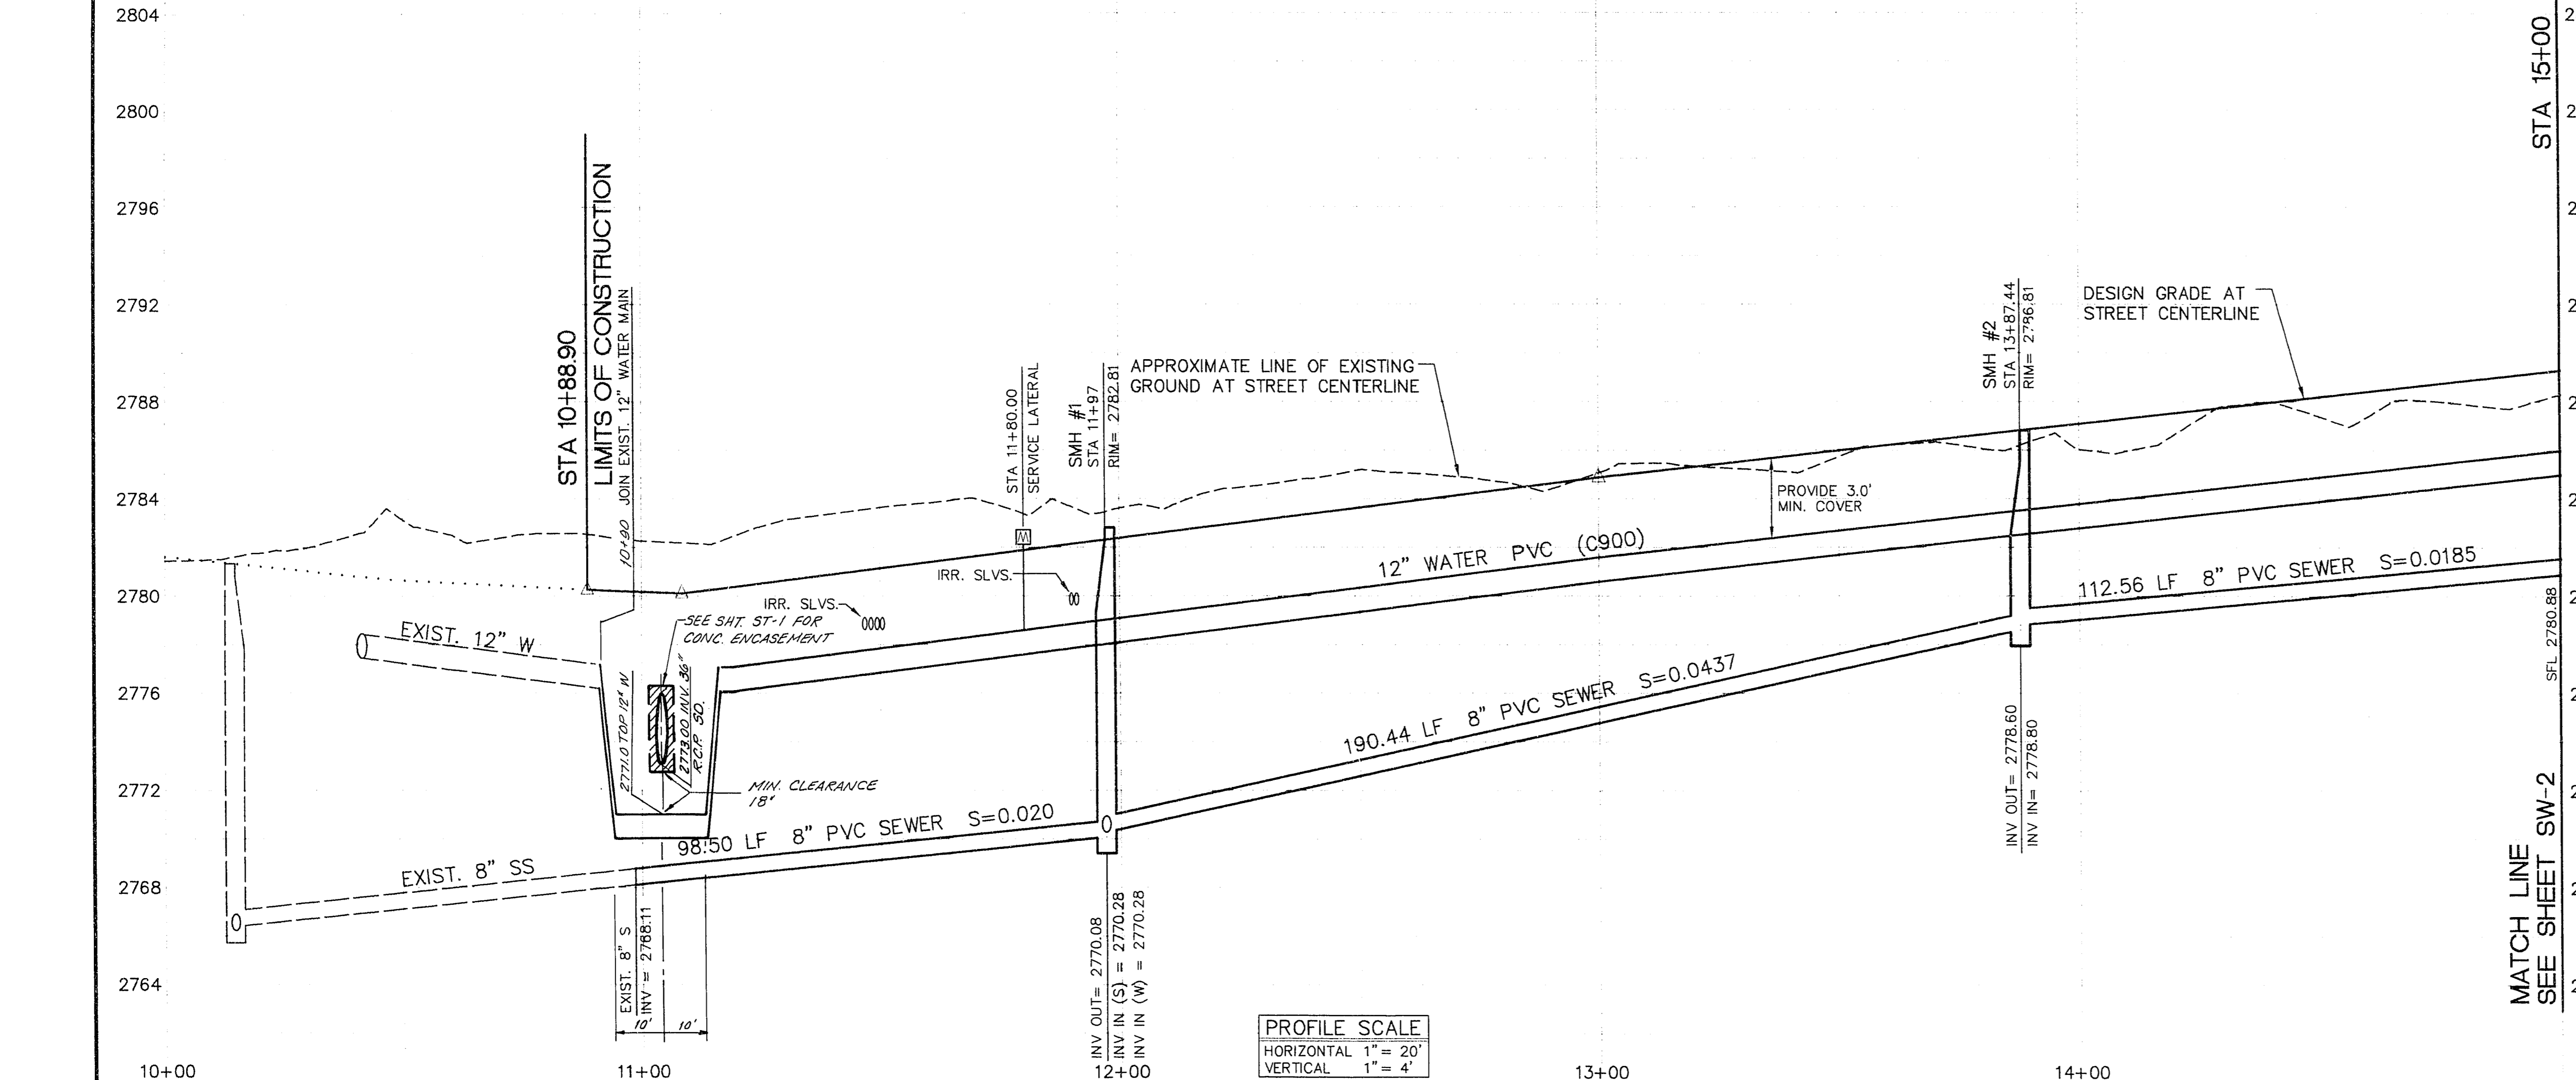 2804
2800
2796
2792
2788
2784
2780
2776
2772
2768
2764
STA 10+88.90
LIMITS OF CONSTRUCTION
10+90 JOIN EXIST. 12" WATER MAIN
STA 11+80.00
SERVICE LATERAL
M
SMH #1
STA 11+97
RIM= 2782.81
APPROXIMATE LINE OF EXISTING
GROUND AT STREET CENTERLINE
SMH #2
STA 13+87.44
RIM= 2786.81
DESIGN GRADE AT
STREET CENTERLINE
STA 15+00
PROVIDE 3.0'
MIN. COVER
12" WATER PVC (C900)
IRR. SLVS.
IRR. SLVS.
SEE SHT. ST-1 FOR
CONC. ENCASEMENT
EXIST. 12" W
2771.0 TOP 12" W
2773.00 INV. 36"
R.C.P. SD.
MIN. CLEARANCE
18"
98.50 LF 8" PVC SEWER S=0.020
190.44 LF 8" PVC SEWER S=0.0437
112.56 LF 8" PVC SEWER S=0.0185
EXIST. 8" SS
EXIST. 8" S
INV = 2768.11
10'
10'
INV OUT= 2770.08
INV IN (S) = 2770.28
INV IN (W) = 2770.28
INV OUT= 2778.60
INV IN= 2778.80
SFL 2780.88
MATCH LINE
SEE SHEET SW-2
PROFILE SCALE
HORIZONTAL 1"= 20'
VERTICAL 1"= 4'
10+00
11+00
12+00
13+00
14+00